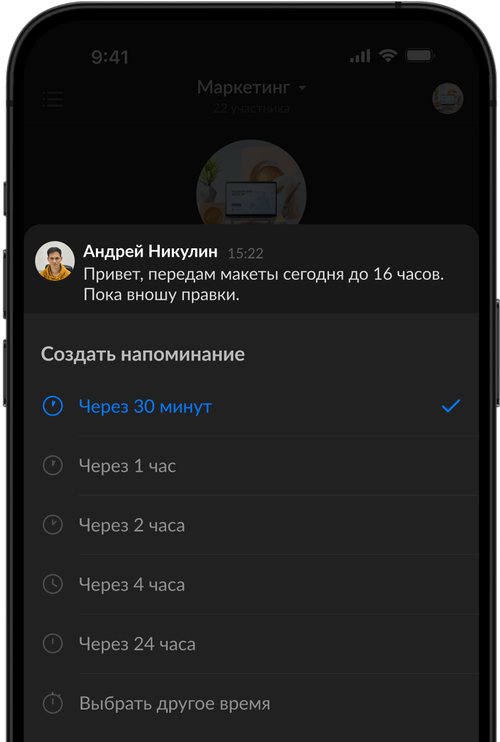 9:41
Маркетинг
22 участника
Андрей Никулин 15:22
Привет, передам макеты сегодня до 16 часов.
Пока вношу правки.
Создать напоминание
Через 30 минут
Через 1 час
Через 2 часа
Через 4 часа
Через 24 часа
Выбрать другое время